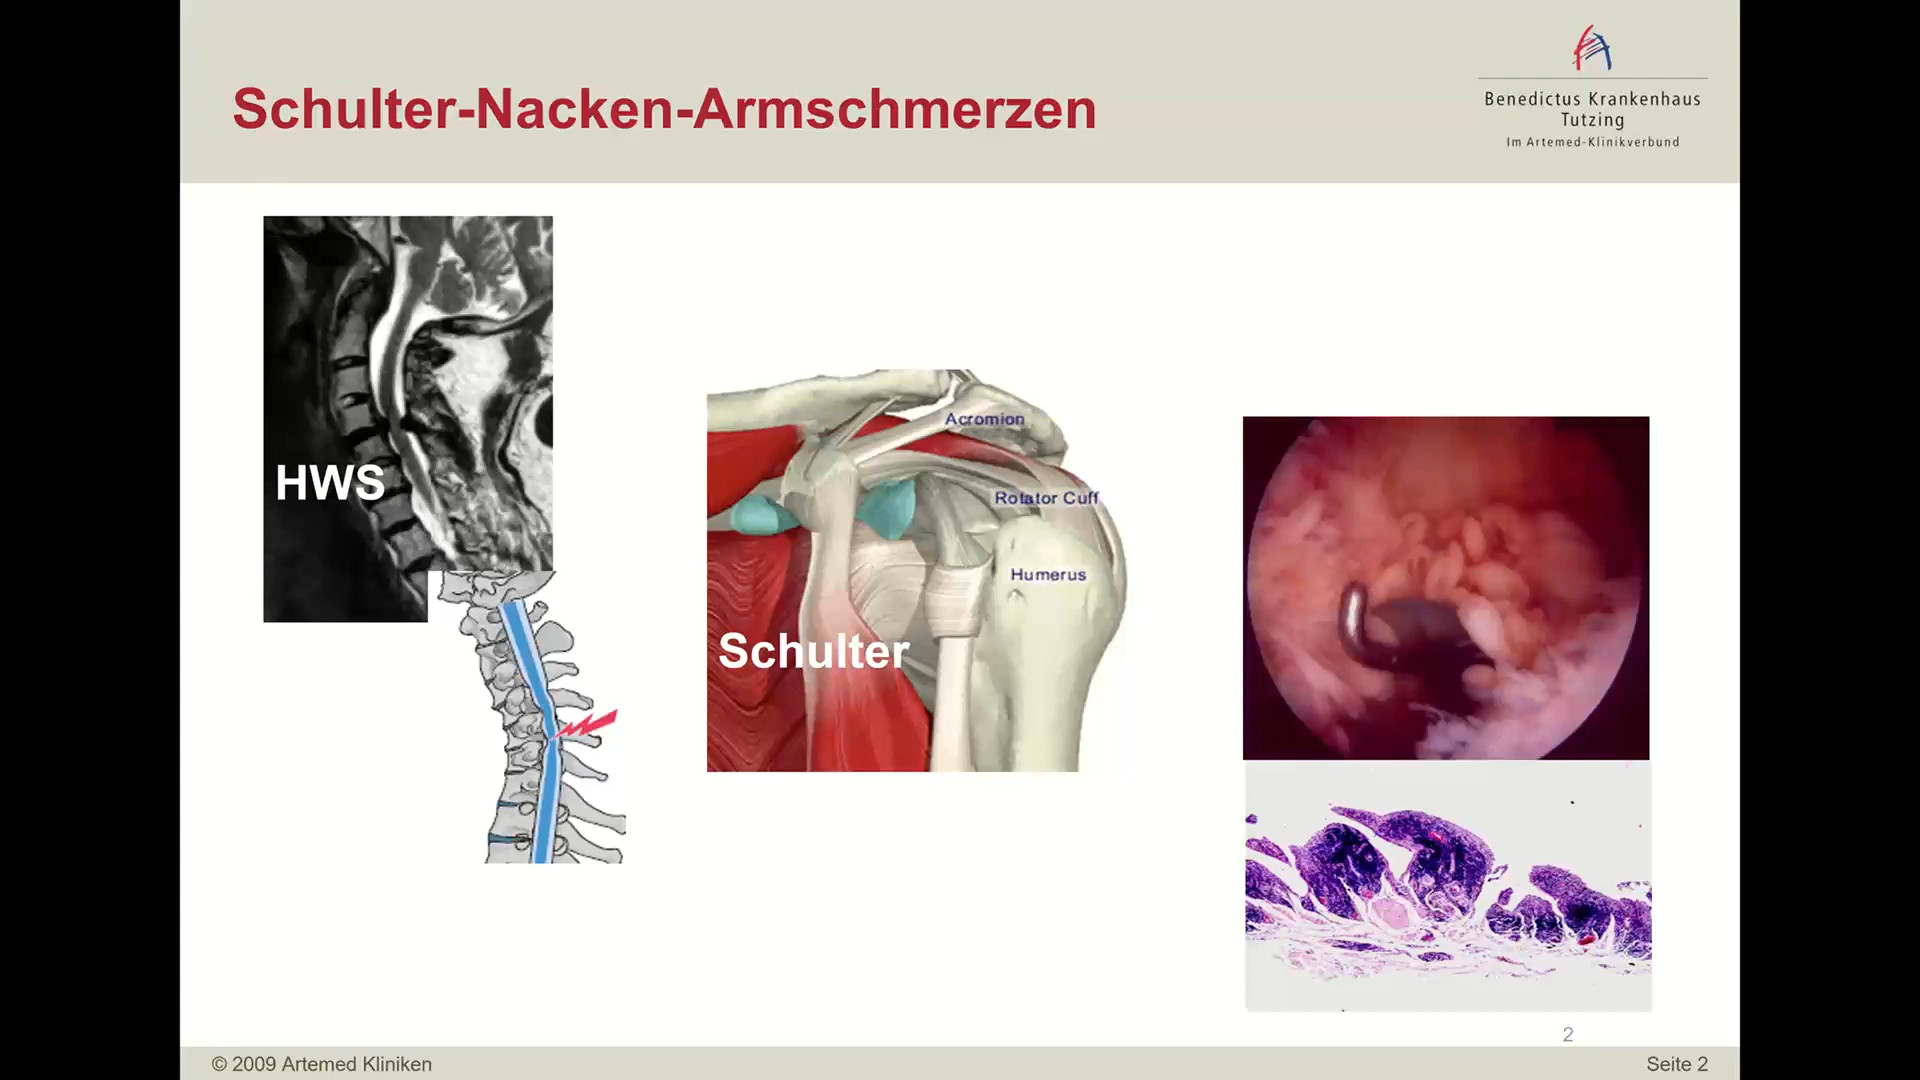 Schulter-Nacken-Armschmerzen
Benedictus Krankenhaus
Tutzing
Im Artemed-Klinikverbund
HWS
Acromion
Rotator Cuff
Humerus
Schulter
2
© 2009 Artemed Kliniken
Seite 2